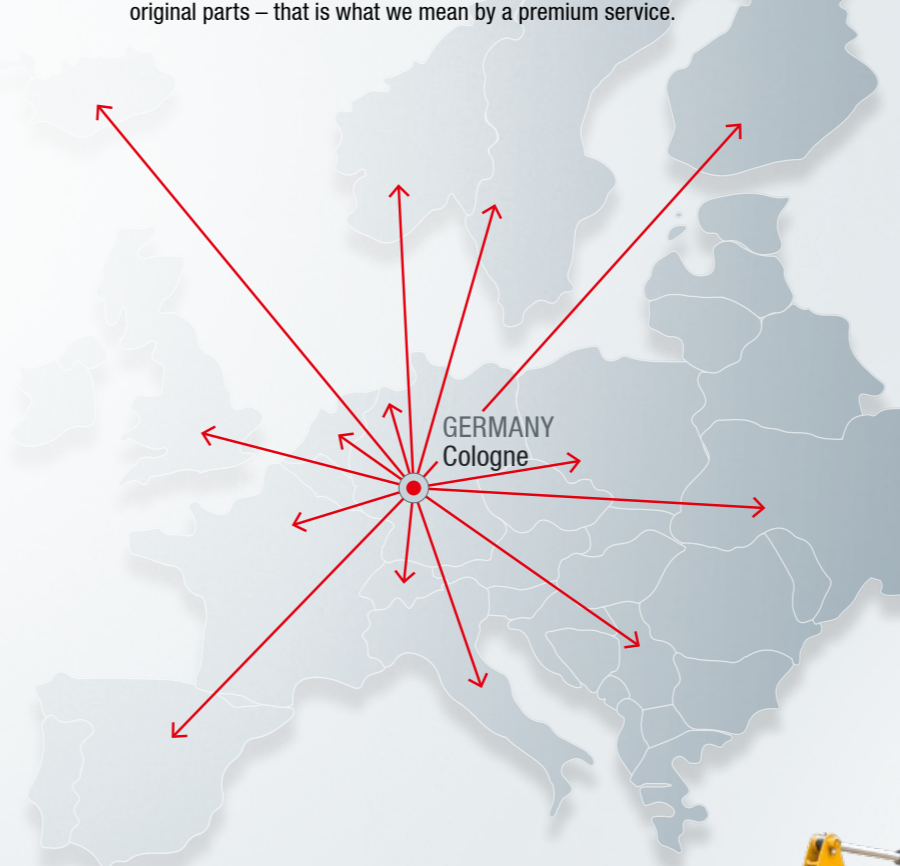 original parts – that is what we mean by a premium service.
GERMANY
Cologne